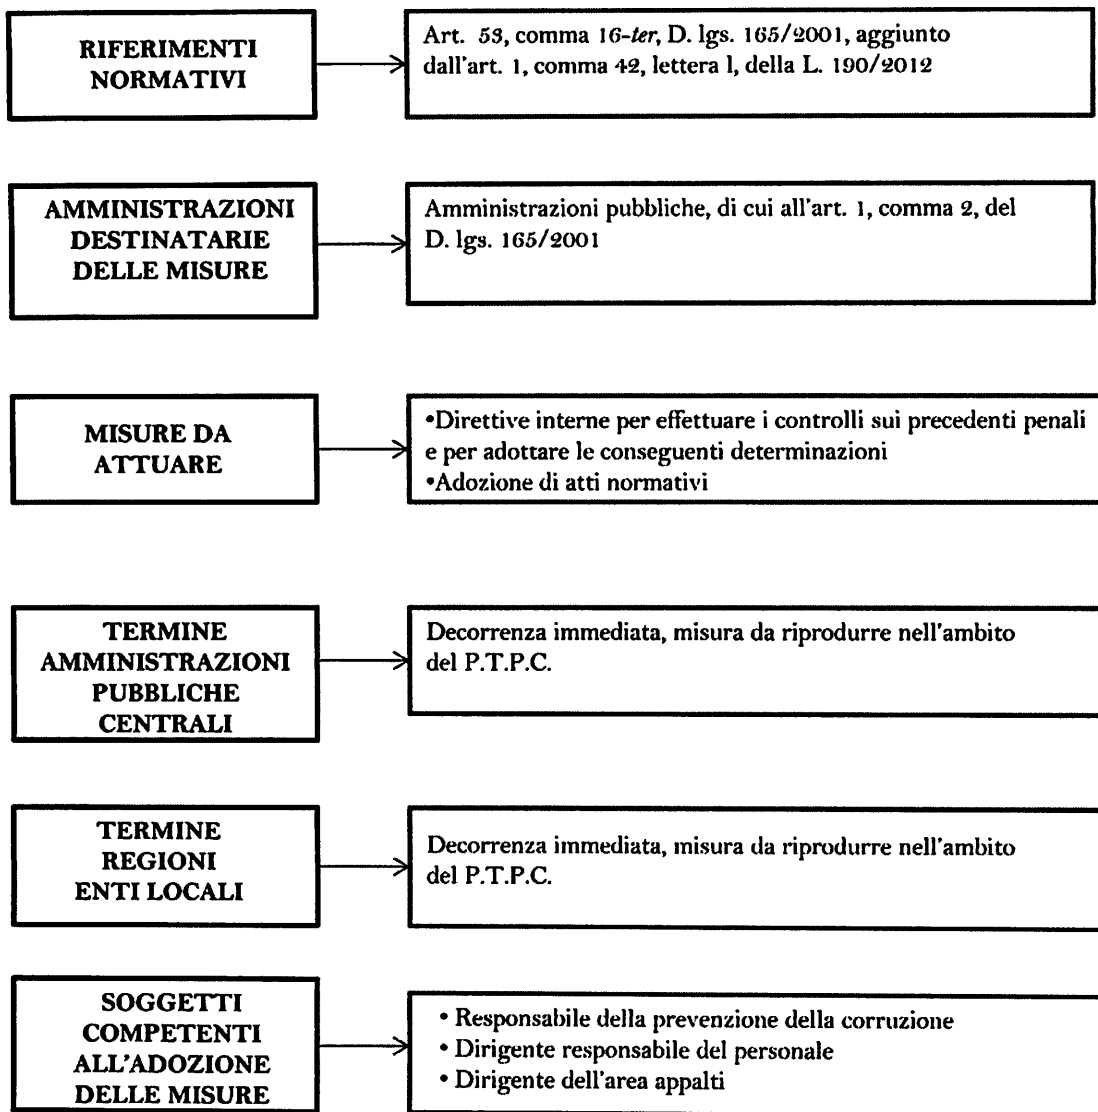 RIFERIMENTI
NORMATIVI
Art. 53, comma 16-ter, D. lgs. 165/2001, aggiunto
dall'art. 1, comma 42, lettera l, della L. 190/2012
AMMINISTRAZIONI
DESTINATARIE
DELLE MISURE
Amministrazioni pubbliche, di cui all'art. 1, comma 2, del
D. lgs. 165/2001
MISURE DA
ATTUARE
•Direttive interne per effettuare i controlli sui precedenti penali
e per adottare le conseguenti determinazioni
•Adozione di atti normativi
TERMINE
AMMINISTRAZIONI
PUBBLICHE
CENTRALI
Decorrenza immediata, misura da riprodurre nell'ambito
del P.T.P.C.
TERMINE
REGIONI
ENTI LOCALI
Decorrenza immediata, misura da riprodurre nell'ambito
del P.T.P.C.
SOGGETTI
COMPETENTI
ALL'ADOZIONE
DELLE MISURE
• Responsabile della prevenzione della corruzione
• Dirigente responsabile del personale
• Dirigente dell'area appalti